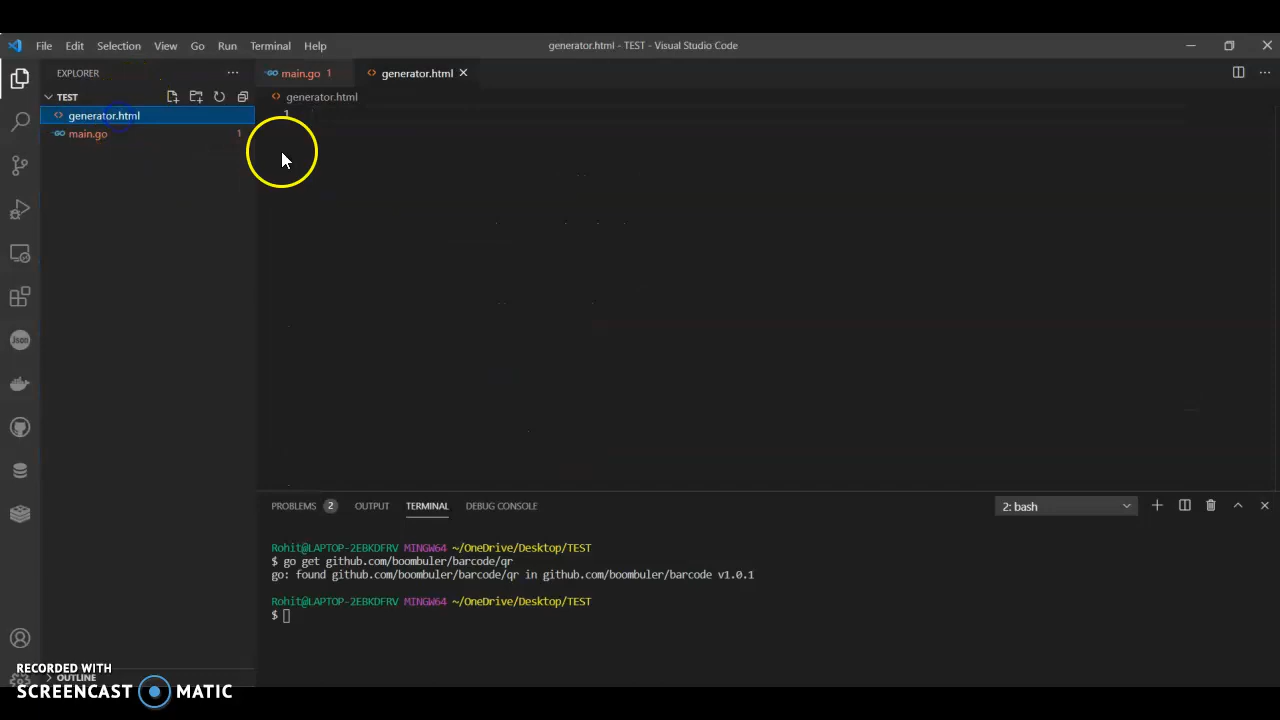 File Edit Selection View Go Run Terminal Help generator.html - TEST - Visual Studio Code
EXPLORER ... main.go 1 generator.html
TEST generator.html
generator.html 1
main.go 1
Json
PROBLEMS 2 OUTPUT TERMINAL DEBUG CONSOLE 2: bash
Rohit@LAPTOP-2EBKDFRV MINGW64 ~/OneDrive/Desktop/TEST
$ go get github.com/boombuler/barcode/qr
go: found github.com/boombuler/barcode/qr in github.com/boombuler/barcode v1.0.1
Rohit@LAPTOP-2EBKDFRV MINGW64 ~/OneDrive/Desktop/TEST
$
RECORDED WITH
OUTLINE
SCREENCAST MATIC